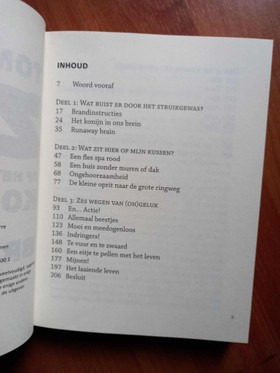 INHOUD
7 Woord vooraf
DEEL 1: WAT RUIST ER DOOR HET STRUIKGEWAS?
17 Brandinstructies
24 Het konijn in ons brein
35 Runaway brain
DEEL 2: WAT ZIT HIER OP MIJN KUSSEN?
47 Een fles spa rood
58 Een huis zonder muren of dak
68 Ongehoorzaamheid
77 De kleine oprit naar de grote ringweg
DEEL 3: ZES WEGEN VAN (ON)GELUK
93 En... Actie!
110 Allemaal beestjes
123 Mooi en meedogenloos
136 Indringers!
148 Te vuur en te zwaard
160 Een eitje te pellen met het leven
177 Mijnen!
197 Het laaiende leven
206 Besluit